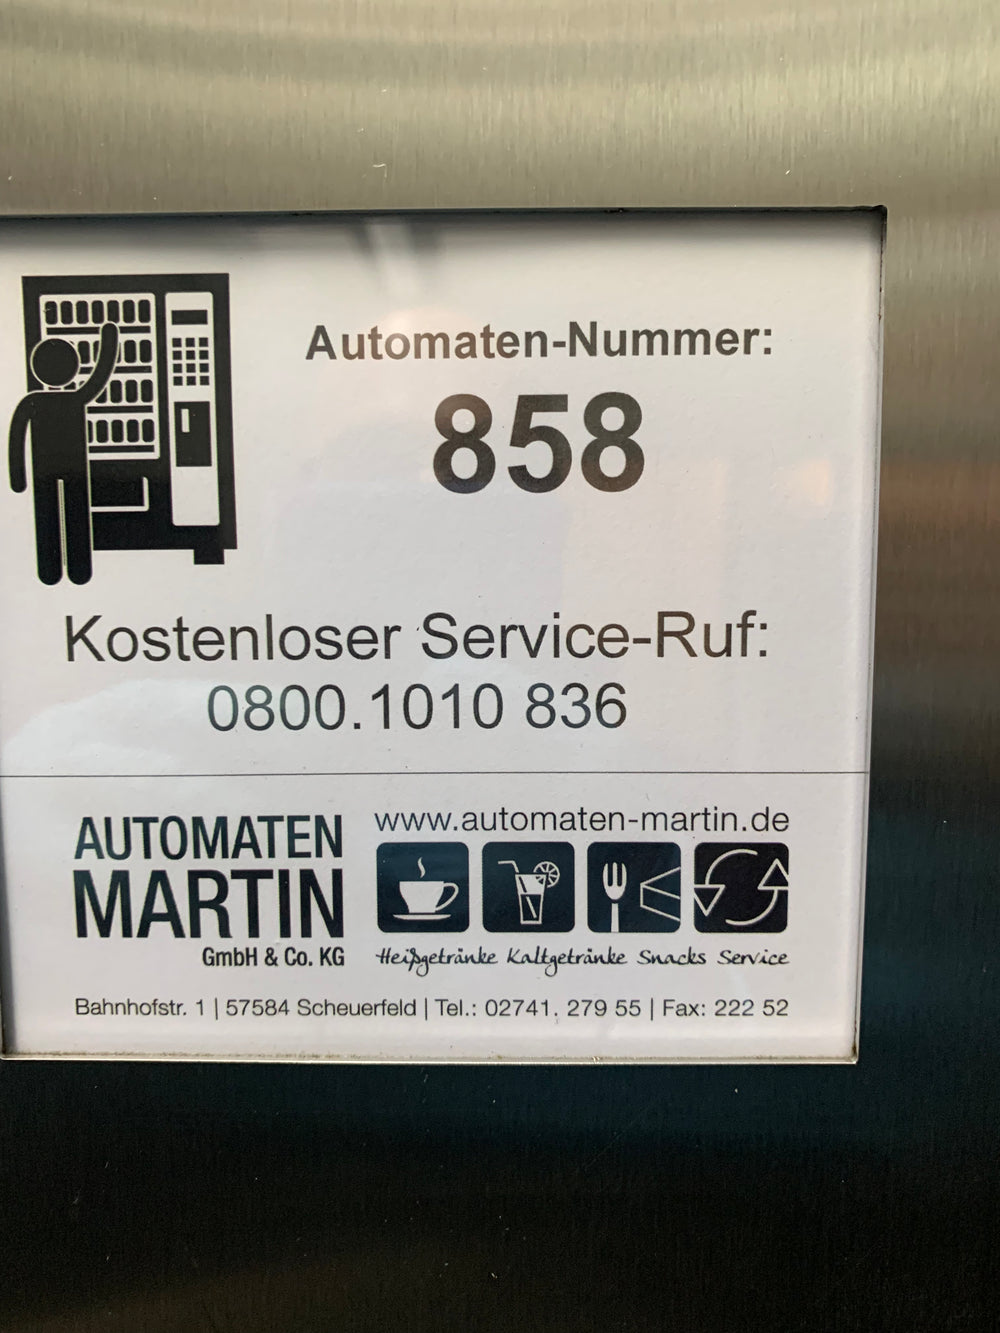 Automaten-Nummer:
858
Kostenloser Service-Ruf:
0800.1010 836
AUTOMATEN
MARTIN
GmbH & Co. KG
www.automaten-martin.de
Heißgetränke Kaltgetränke Snacks Service
Bahnhofstr. 1 | 57584 Scheuerfeld | Tel.: 02741. 279 55 | Fax: 222 52